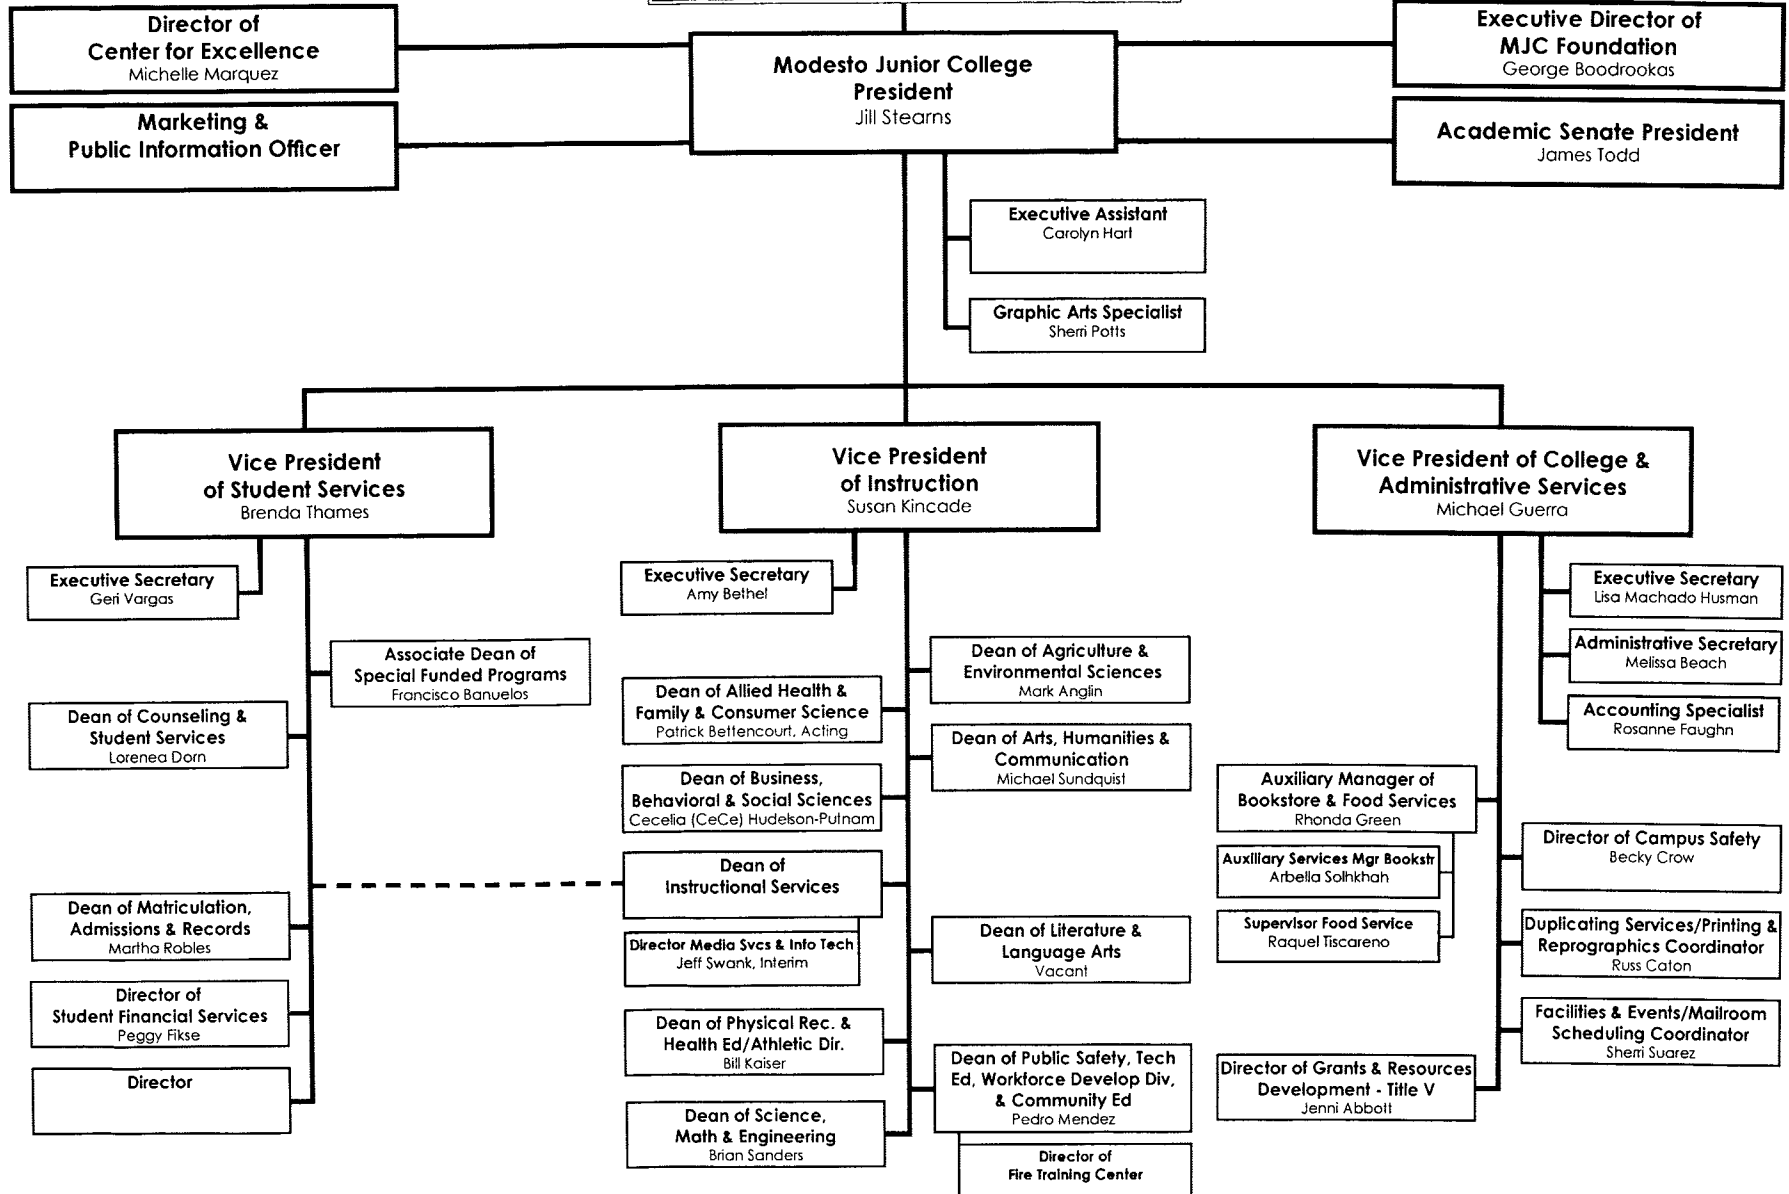 Director of
Center for Excellence
Michelle Marquez
Marketing &
Public Information Officer
Modesto Junior College
President
Jill Stearns
Executive Director of
MJC Foundation
George Boodrookas
Academic Senate President
James Todd
Executive Assistant
Carolyn Hart
Graphic Arts Specialist
Sherri Potts
Vice President
of Student Services
Brenda Thames
Executive Secretary
Geri Vargas
Associate Dean of
Special Funded Programs
Francisco Banuelos
Dean of Counseling &
Student Services
Lorenea Dorn
Dean of Matriculation,
Admissions & Records
Martha Robles
Director of
Student Financial Services
Peggy Fikse
Director
Vice President
of Instruction
Susan Kincade
Executive Secretary
Amy Bethel
Dean of Agriculture &
Environmental Sciences
Mark Anglin
Dean of Allied Health &
Family & Consumer Science
Patrick Bettencourt, Acting
Dean of Arts, Humanities &
Communication
Michael Sundquist
Dean of Business,
Behavioral & Social Sciences
Cecelia (CeCe) Hudelson-Putnam
Dean of
Instructional Services
Director Media Svcs & Info Tech
Jeff Swank, Interim
Dean of Literature &
Language Arts
Vacant
Dean of Physical Rec. &
Health Ed/Athletic Dir.
Bill Kaiser
Dean of Public Safety, Tech
Ed, Workforce Develop Div,
& Community Ed
Pedro Mendez
Dean of Science,
Math & Engineering
Brian Sanders
Director of
Fire Training Center
Vice President of College &
Administrative Services
Michael Guerra
Executive Secretary
Lisa Machado Husman
Administrative Secretary
Melissa Beach
Accounting Specialist
Rosanne Faughn
Auxiliary Manager of
Bookstore & Food Services
Rhonda Green
Auxiliary Services Mgr Bookstr
Arbella Solhkhah
Supervisor Food Service
Raquel Tiscareno
Director of Campus Safety
Becky Crow
Duplicating Services/Printing &
Reprographics Coordinator
Russ Caton
Facilities & Events/Mailroom
Scheduling Coordinator
Sherri Suarez
Director of Grants & Resources
Development - Title V
Jenni Abbott